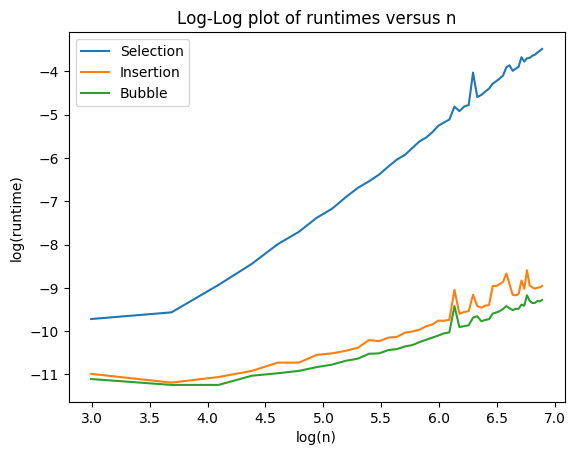 Log-Log plot of runtimes versus n
Selection
Insertion
Bubble
log(runtime)
−4
−5
−6
−7
−8
−9
−10
−11
3.0 3.5 4.0 4.5 5.0 5.5 6.0 6.5 7.0
log(n)